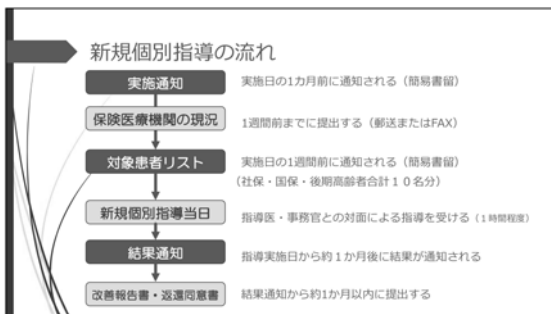 新規個別指導の流れ
実施通知 実施日の1カ月前に通知される（簡易書留）
保険医療機関の現況 1週間前までに提出する（郵送またはFAX）
対象患者リスト 実施日の1週間前に通知される（簡易書留）
（社保・国保・後期高齢者合計１０名分）
新規個別指導当日 指導医・事務官との対面による指導を受ける（１時間程度）
結果通知 指導実施日から約１か月後に結果が通知される
改善報告書・返還同意書 結果通知から約1か月以内に提出する